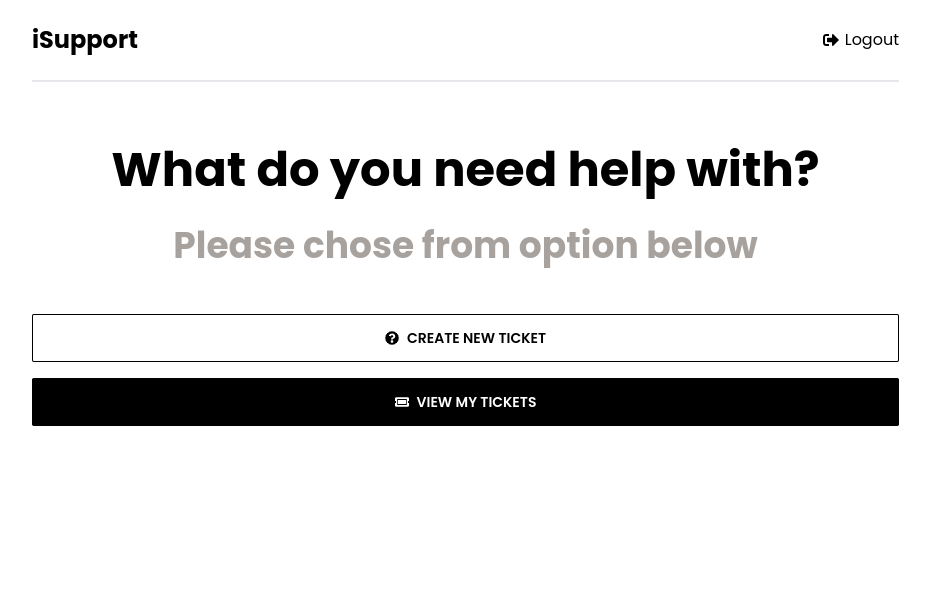 iSupport
Logout
What do you need help with?
Please chose from option below
CREATE NEW TICKET
VIEW MY TICKETS